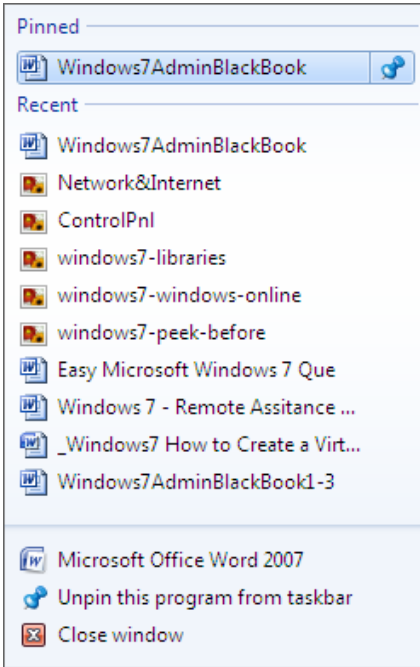 Pinned
Windows7AdminBlackBook
Recent
Windows7AdminBlackBook
Network&Internet
ControlPnl
windows7-libraries
windows7-windows-online
windows7-peek-before
Easy Microsoft Windows 7 Que
Windows 7 - Remote Assitance ...
_Windows7 How to Create a Virt...
Windows7AdminBlackBook1-3
Microsoft Office Word 2007
Unpin this program from taskbar
Close window